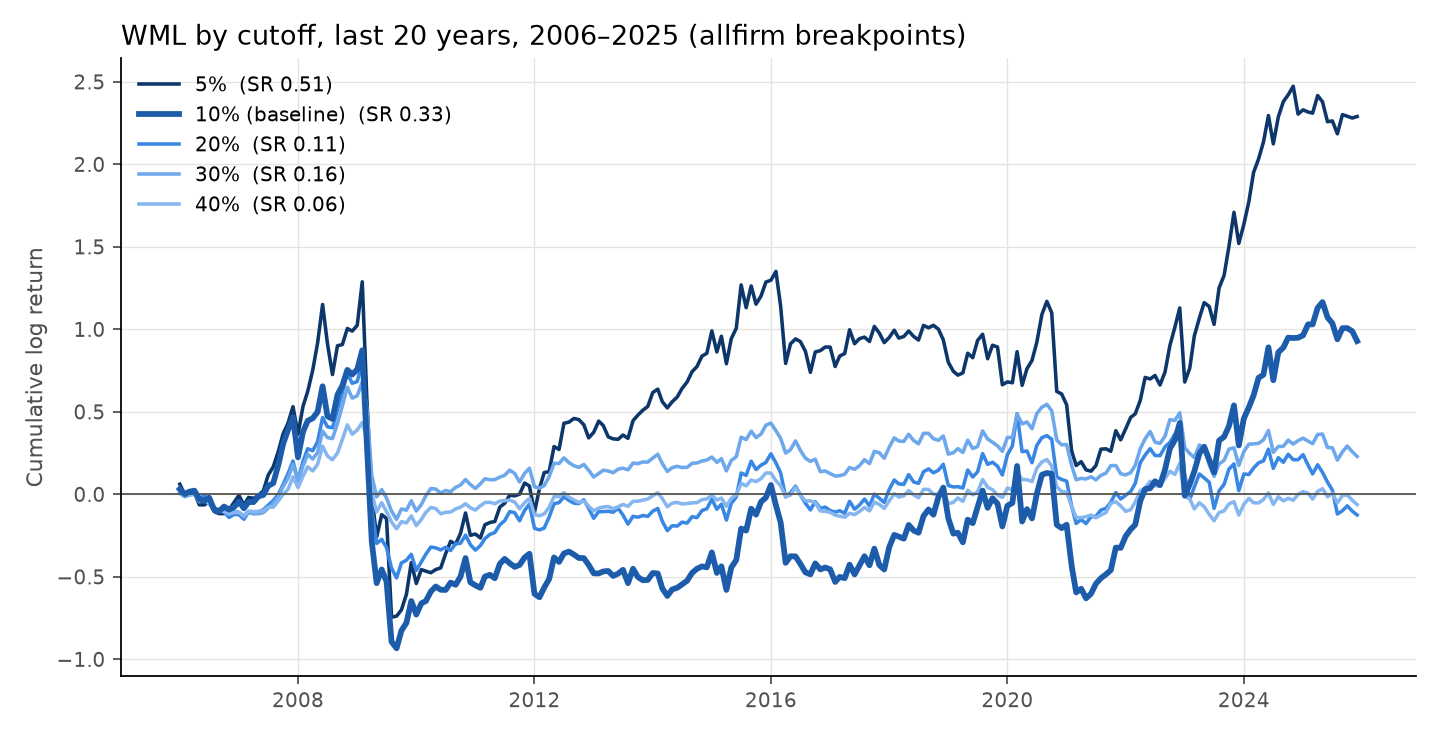 WML by cutoff, last 20 years, 2006–2025 (allfirm breakpoints)
5%  (SR 0.51)
10% (baseline)  (SR 0.33)
20%  (SR 0.11)
30%  (SR 0.16)
40%  (SR 0.06)
Cumulative log return
2.5
2.0
1.5
1.0
0.5
0.0
−0.5
−1.0
2008 2012 2016 2020 2024